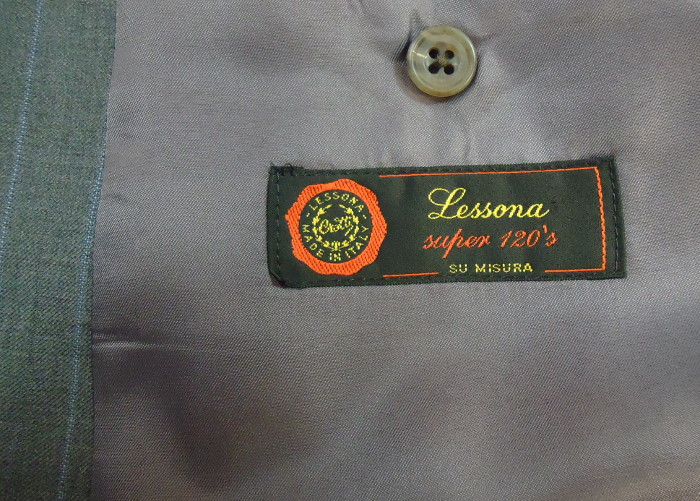 LESSONA
MADE IN ITALY
Lessona
super 120's
SU MISURA